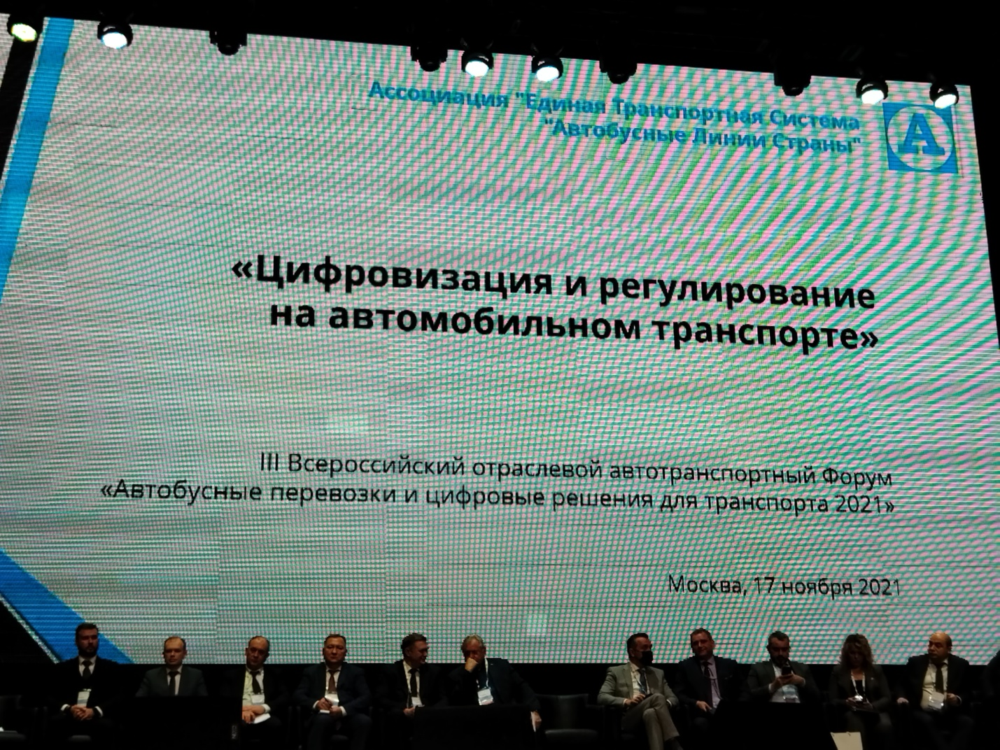 Ассоциация "Единая Транспортная Система
"Автобусные Линии Страны"
А
«Цифровизация и регулирование
на автомобильном транспорте»
III Всероссийский отраслевой автотранспортный Форум
«Автобусные перевозки и цифровые решения для транспорта 2021»
Москва, 17 ноября 2021